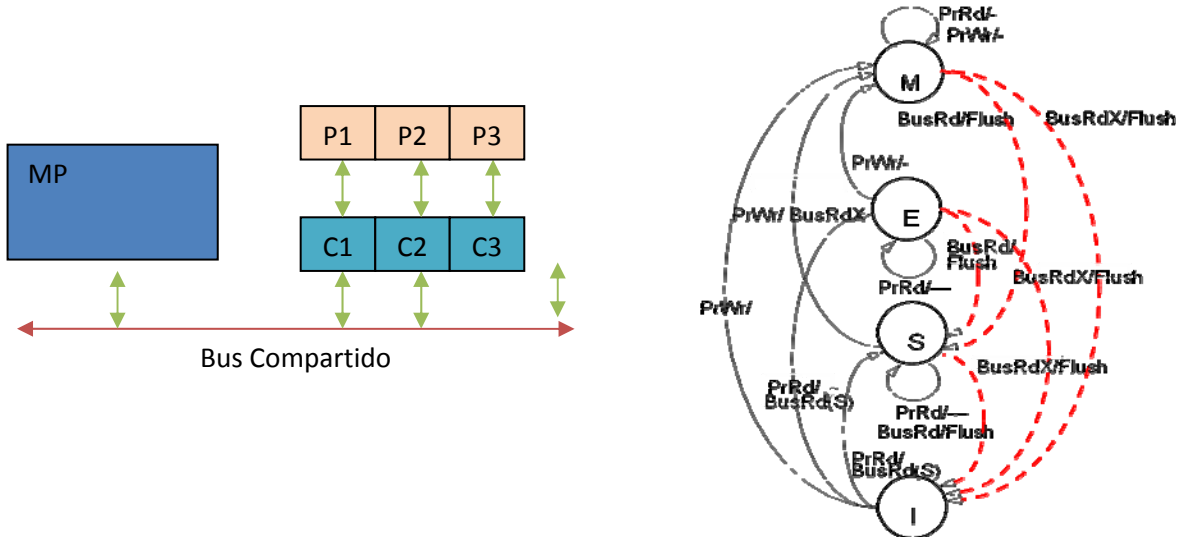 MP
P1 P2 P3
C1 C2 C3
Bus Compartido
PrRd/-
PrWr/-
M
BusRd/Flush
BusRdX/Flush
PrWr/-
PrWr/ BusRdX
E
BusRd/
Flush
BusRdX/Flush
PrRd/—
PrWr/
S
BusRdX/Flush
PrRd/
BusRd(S)
PrRd/—
BusRd/Flush
PrRd/
BusRd(S)
I